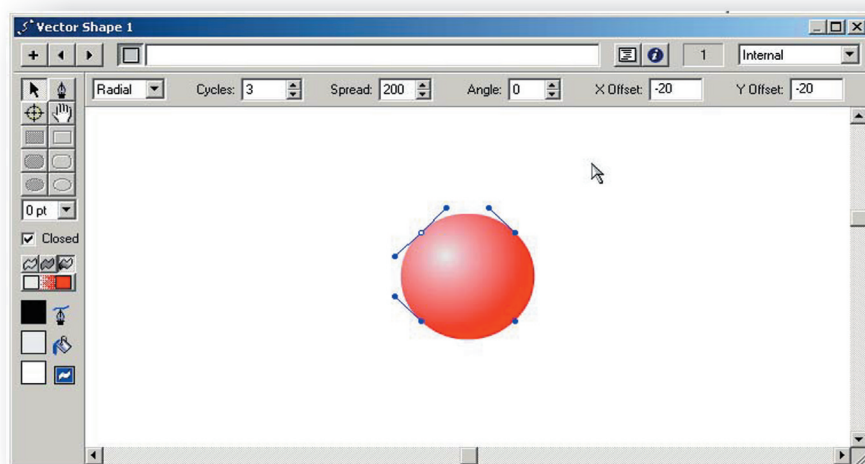 Vector Shape 1
1 Internal
Radial Cycles: 3 Spread: 200 Angle: 0 X Offset: -20 Y Offset: -20
0 pt
Closed